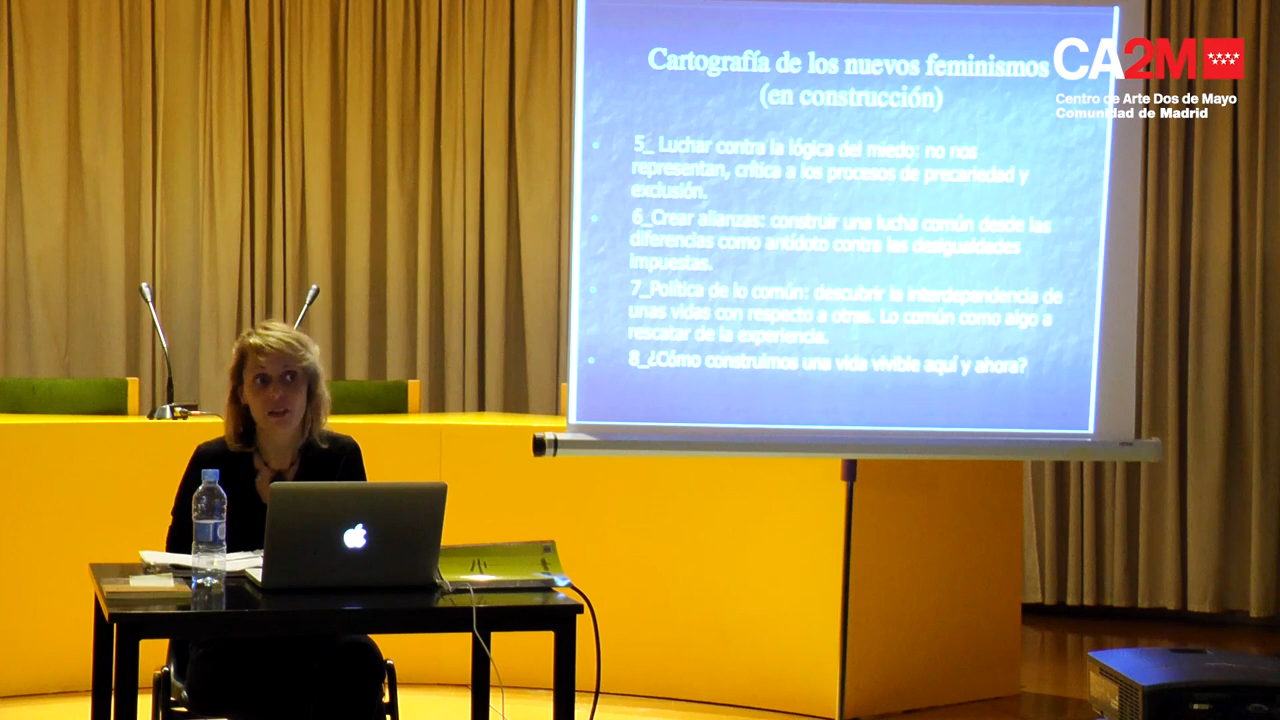 Cartografía de los nuevos feminismos
(en construcción)
5_ Luchar contra la lógica del miedo: no nos
representan, crítica a los procesos de precariedad y
exclusión.
6_Crear alianzas: construir una lucha común desde las
diferencias como antídoto contra las desigualdades
impuestas.
7_Política de lo común: descubrir la interdependencia de
unas vidas con respecto a otras. Lo común como algo a
rescatar de la experiencia.
8_¿Cómo construimos una vida vivible aquí y ahora?
CA2M
Centro de Arte Dos de Mayo
Comunidad de Madrid